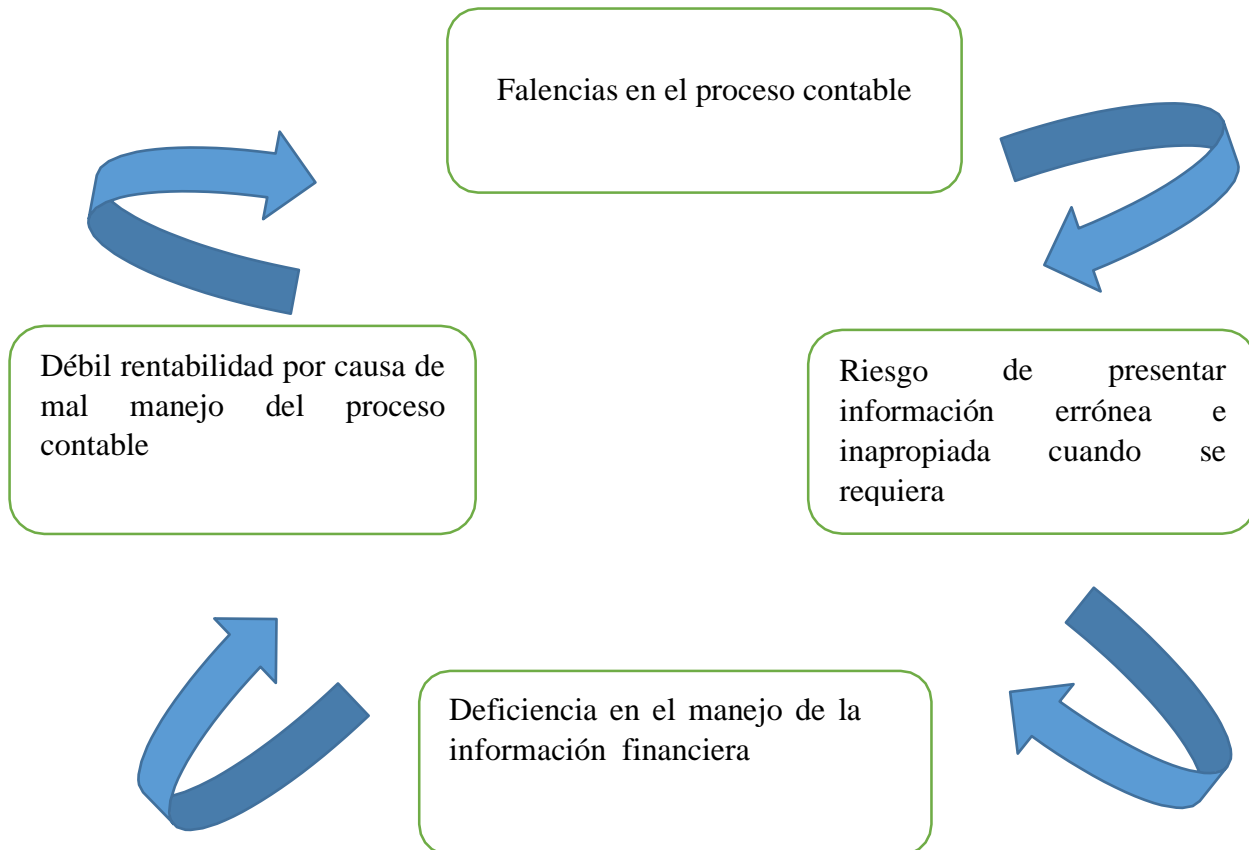 Falencias en el proceso contable
Débil rentabilidad por causa de
mal manejo del proceso
contable
Riesgo de presentar
información errónea e
inapropiada cuando se
requiera
Deficiencia en el manejo de la
información financiera